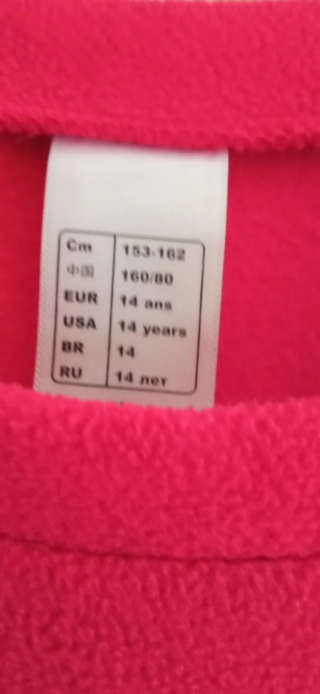 Cm 153-162
中国 160/80
EUR 14 ans
USA 14 years
BR 14
RU 14 лет